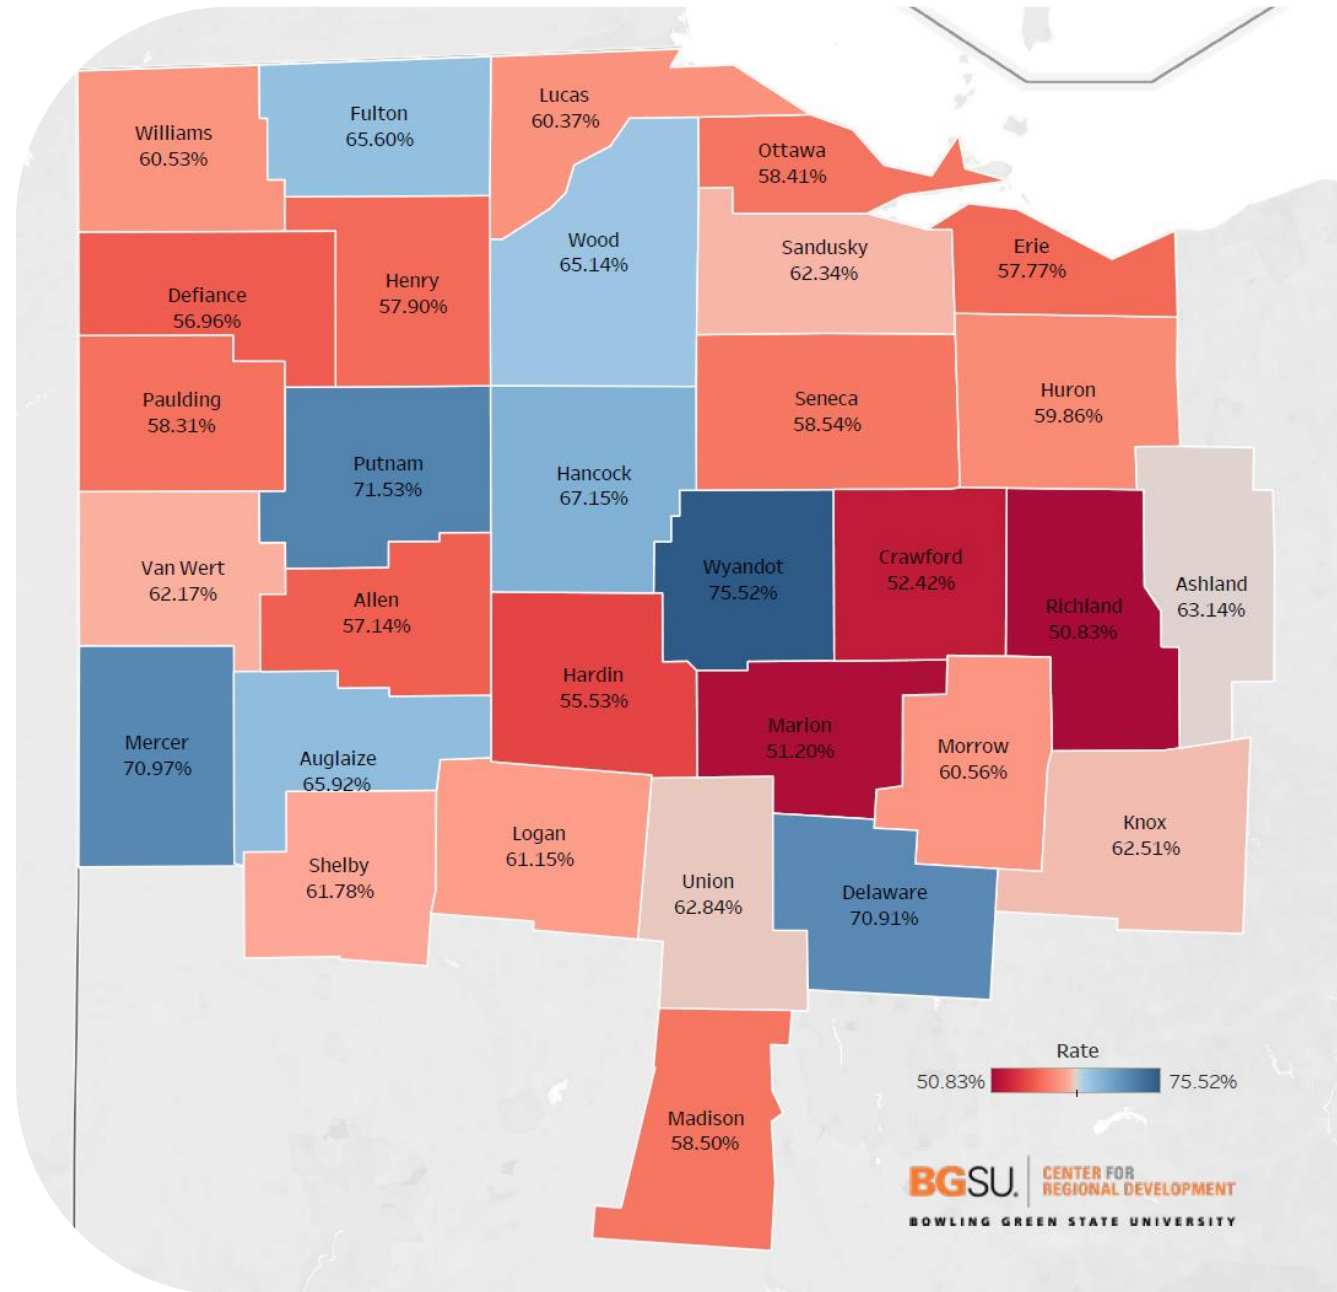 Williams
60.53%
Fulton
65.60%
Lucas
60.37%
Ottawa
58.41%
Wood
65.14%
Sandusky
62.34%
Erie
57.77%
Defiance
56.96%
Henry
57.90%
Paulding
58.31%
Putnam
71.53%
Hancock
67.15%
Seneca
58.54%
Huron
59.86%
Van Wert
62.17%
Allen
57.14%
Wyandot
75.52%
Crawford
52.42%
Richland
50.83%
Ashland
63.14%
Mercer
70.97%
Auglaize
65.92%
Hardin
55.53%
Marion
51.20%
Morrow
60.56%
Knox
62.51%
Shelby
61.78%
Logan
61.15%
Union
62.84%
Delaware
70.91%
Madison
58.50%
Rate
50.83% 75.52%
BGSU. CENTER FOR
REGIONAL DEVELOPMENT
BOWLING GREEN STATE UNIVERSITY